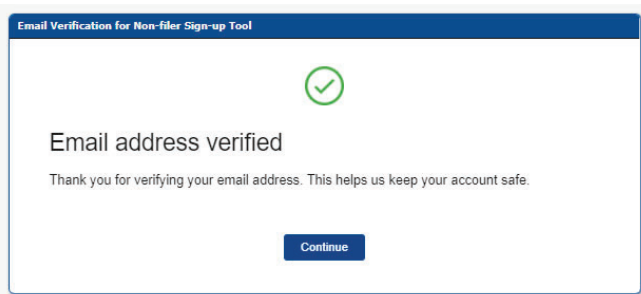 Email Verification for Non-filer Sign-up Tool
Email address verified
Thank you for verifying your email address. This helps us keep your account safe.
Continue